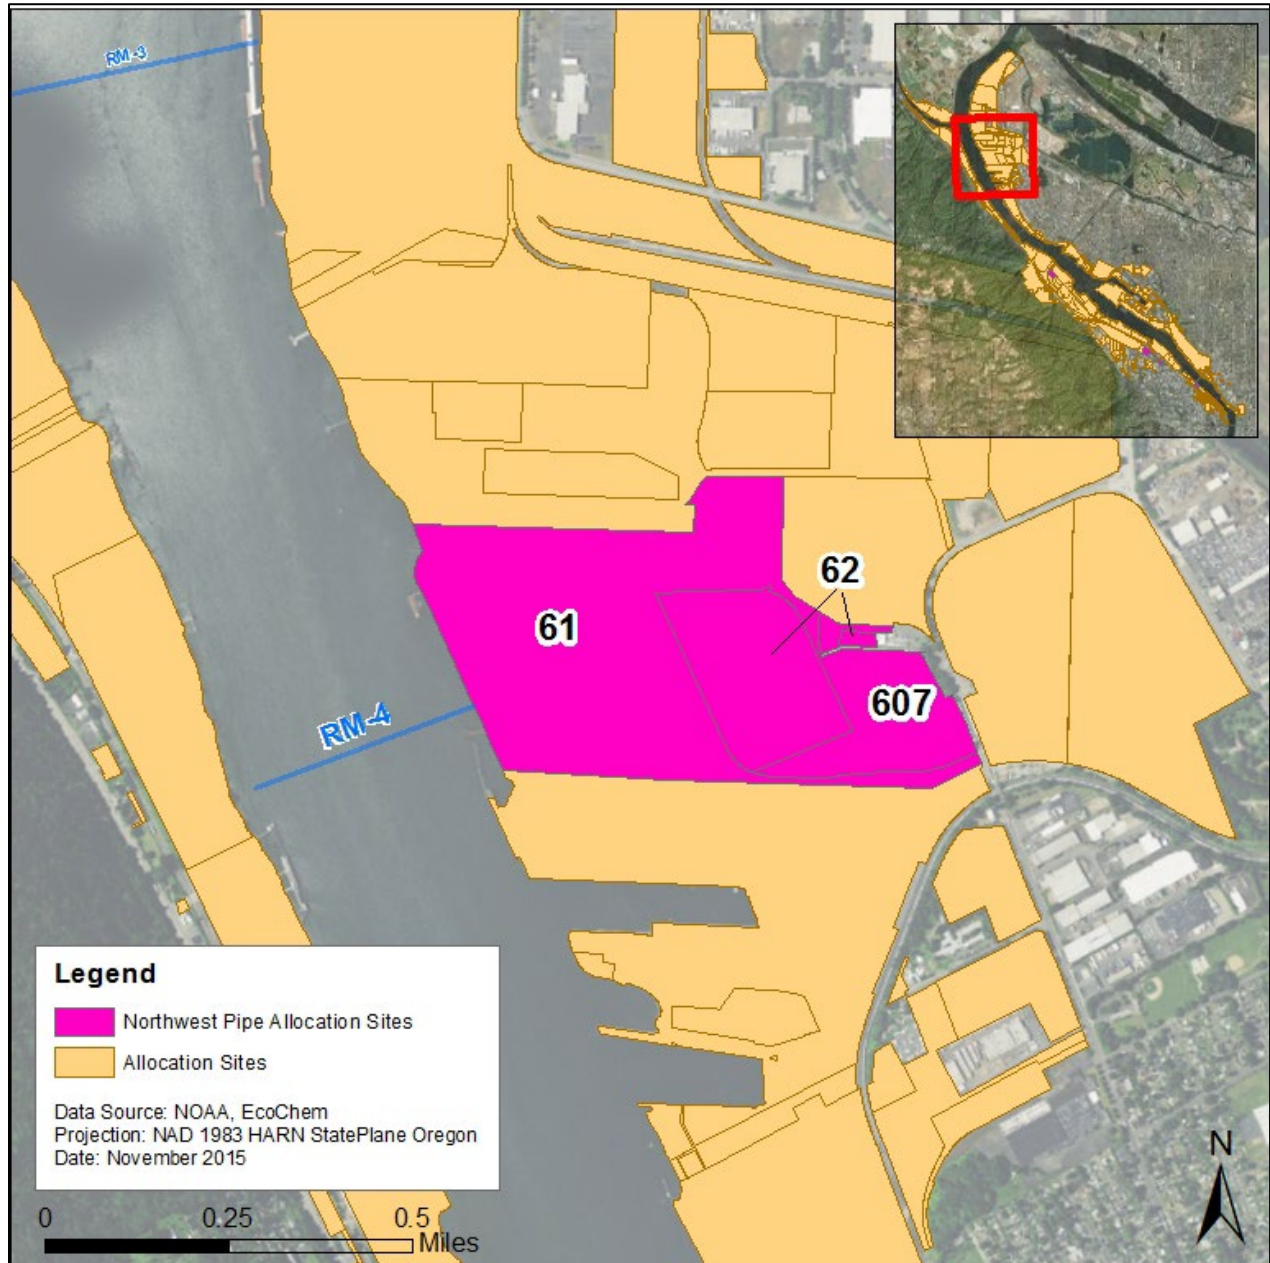 RM-3
62
61
607
RM-4
Legend
Northwest Pipe Allocation Sites
Allocation Sites
Data Source: NOAA, EcoChem
Projection: NAD 1983 HARN StatePlane Oregon
Date: November 2015
N
0 0.25 0.5
Miles